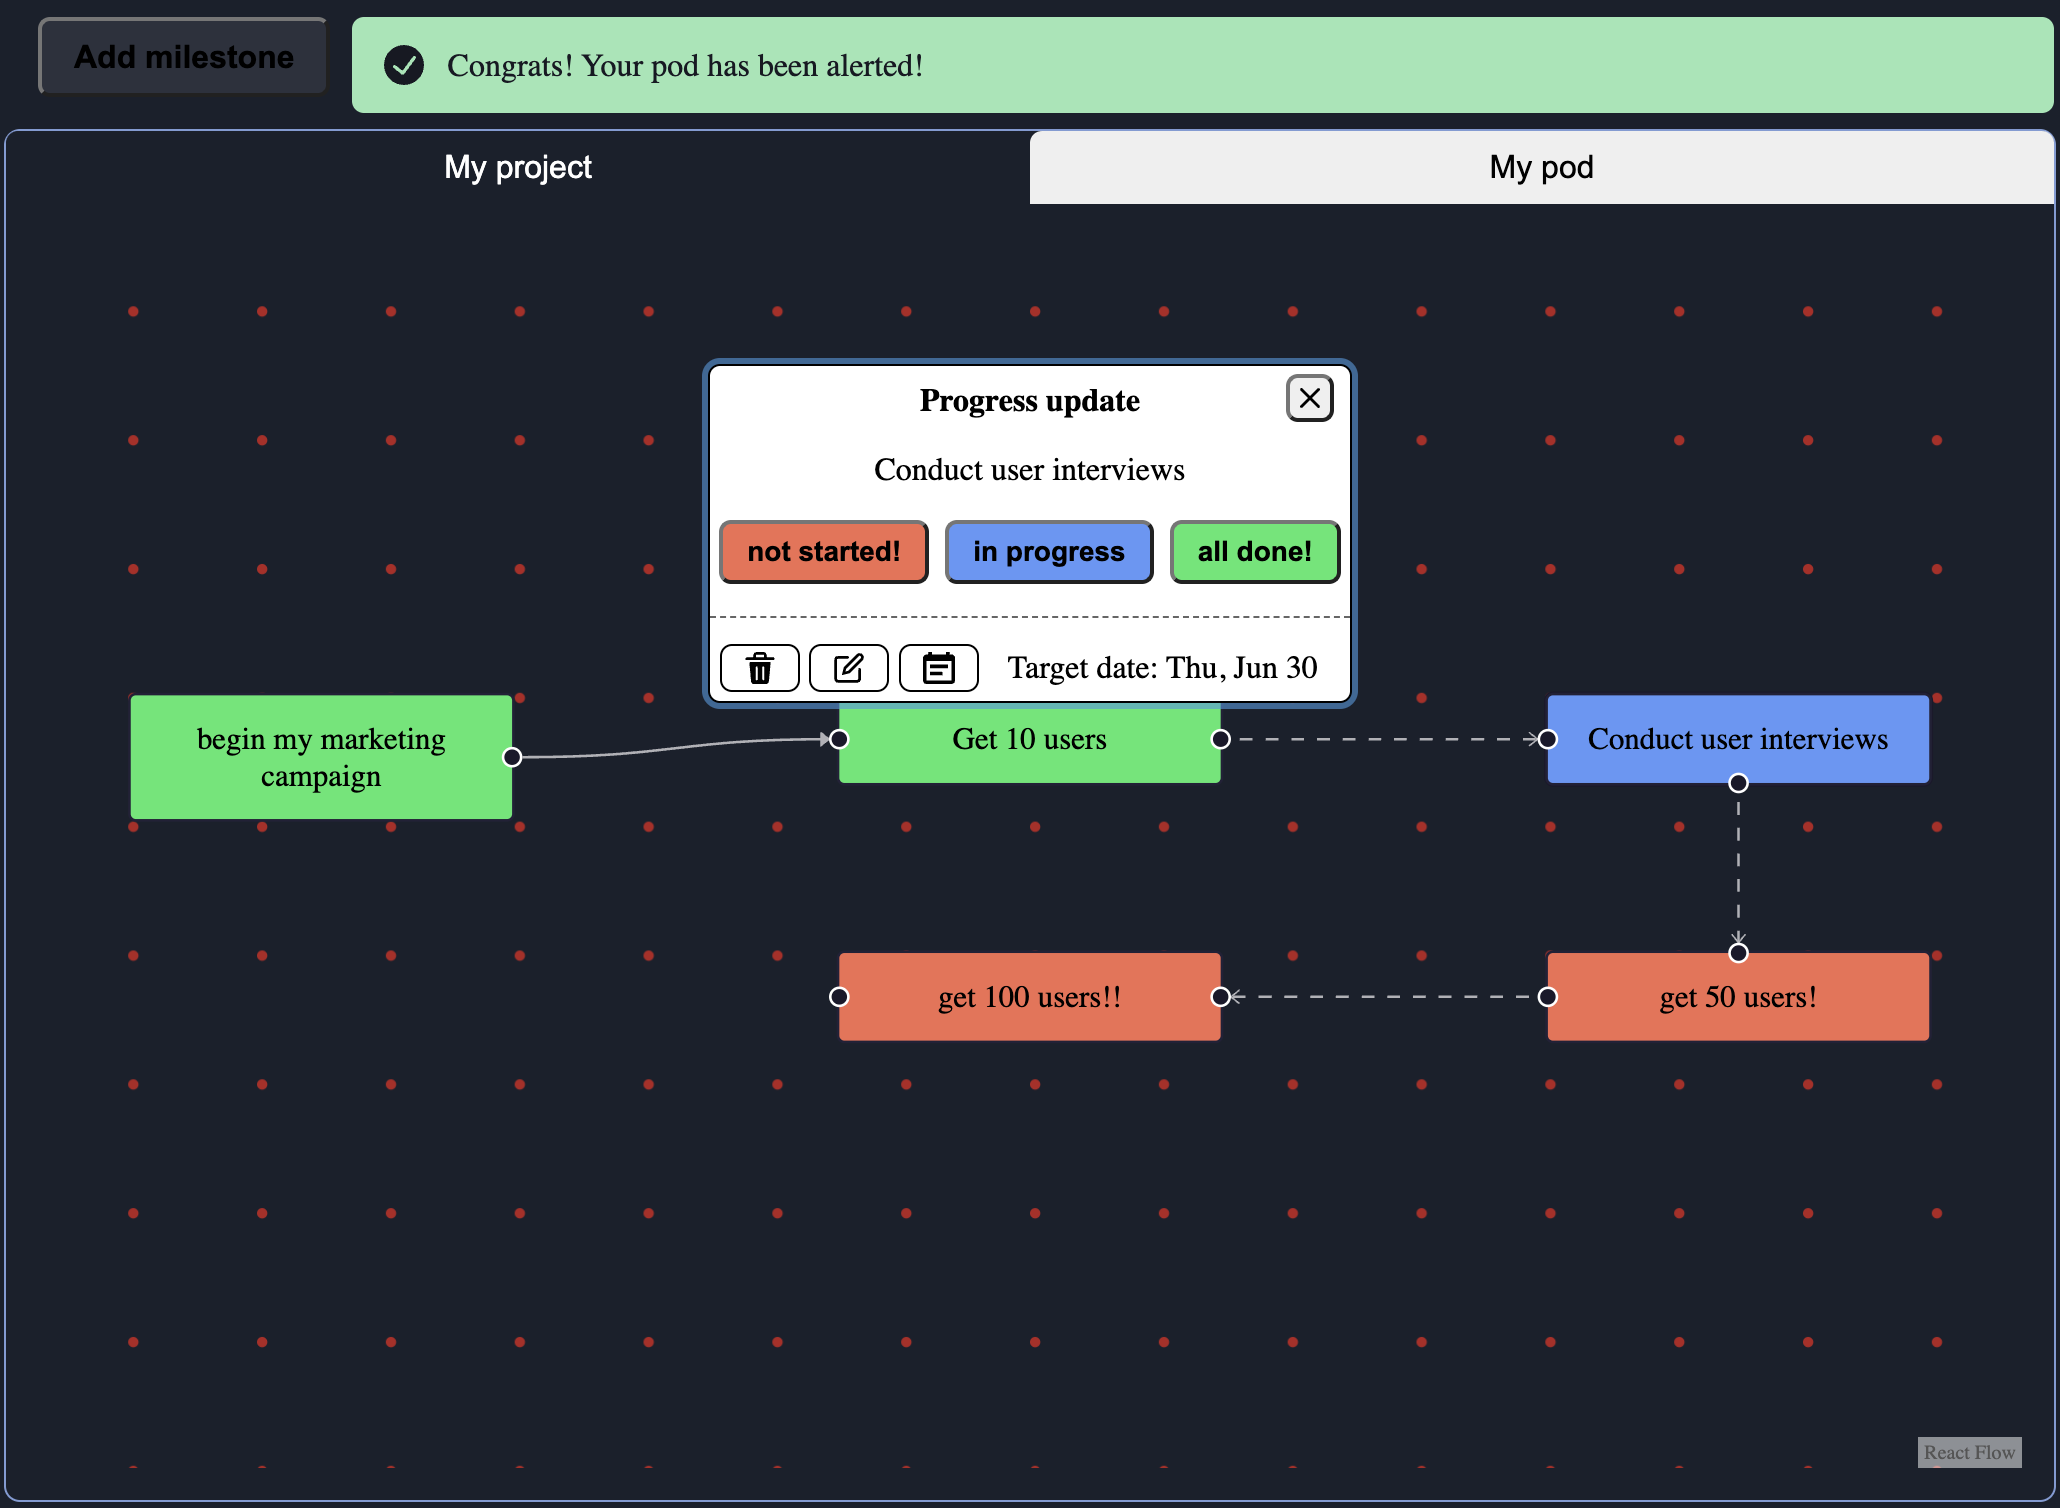 Add milestone
Congrats! Your pod has been alerted!
My project
My pod
Progress update
Conduct user interviews
not started!
in progress
all done!
Target date: Thu, Jun 30
begin my marketing
campaign
Get 10 users
Conduct user interviews
get 100 users!!
get 50 users!
React Flow